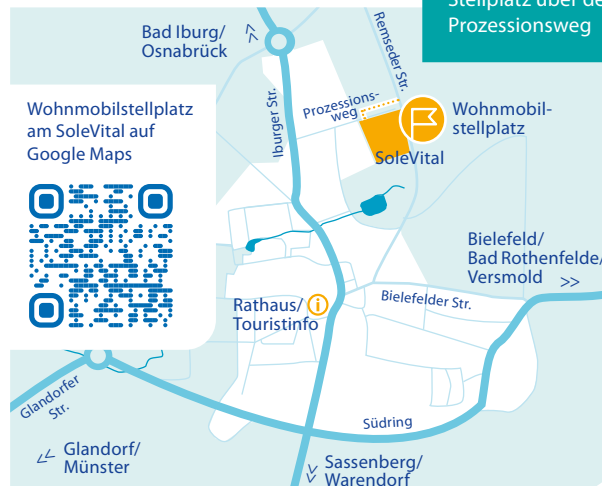 Stellplatz über de
Prozessionsweg
Bad Iburg/
Osnabrück
Remseder Str.
Iburger Str.
Prozessions-
weg
Wohnmobil-
stellplatz
SoleVital
Wohnmobilstellplatz
am SoleVital auf
Google Maps
Bielefeld/
Bad Rothenfelde/
Versmold >>
Bielefelder Str.
Rathaus/
Touristinfo
i
Glandorfer
Str.
Südring
<< Glandorf/
Münster
>> Sassenberg/
Warendorf